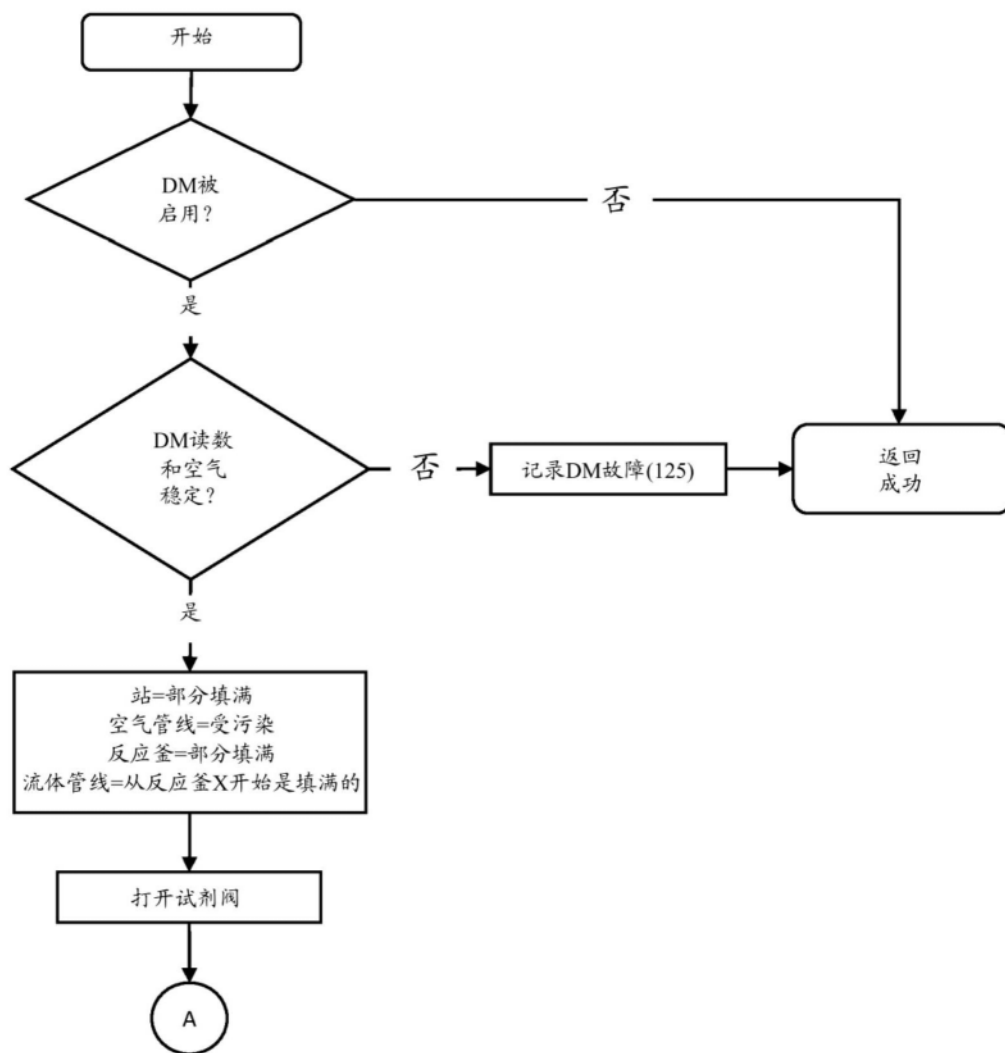 开始
DM被
启用?
否
是
DM读数
和空气
稳定?
否
记录DM故障(125)
返回
成功
是
站=部分填满
空气管线=受污染
反应釜=部分填满
流体管线=从反应釜X开始是填满的
打开试剂阀
A